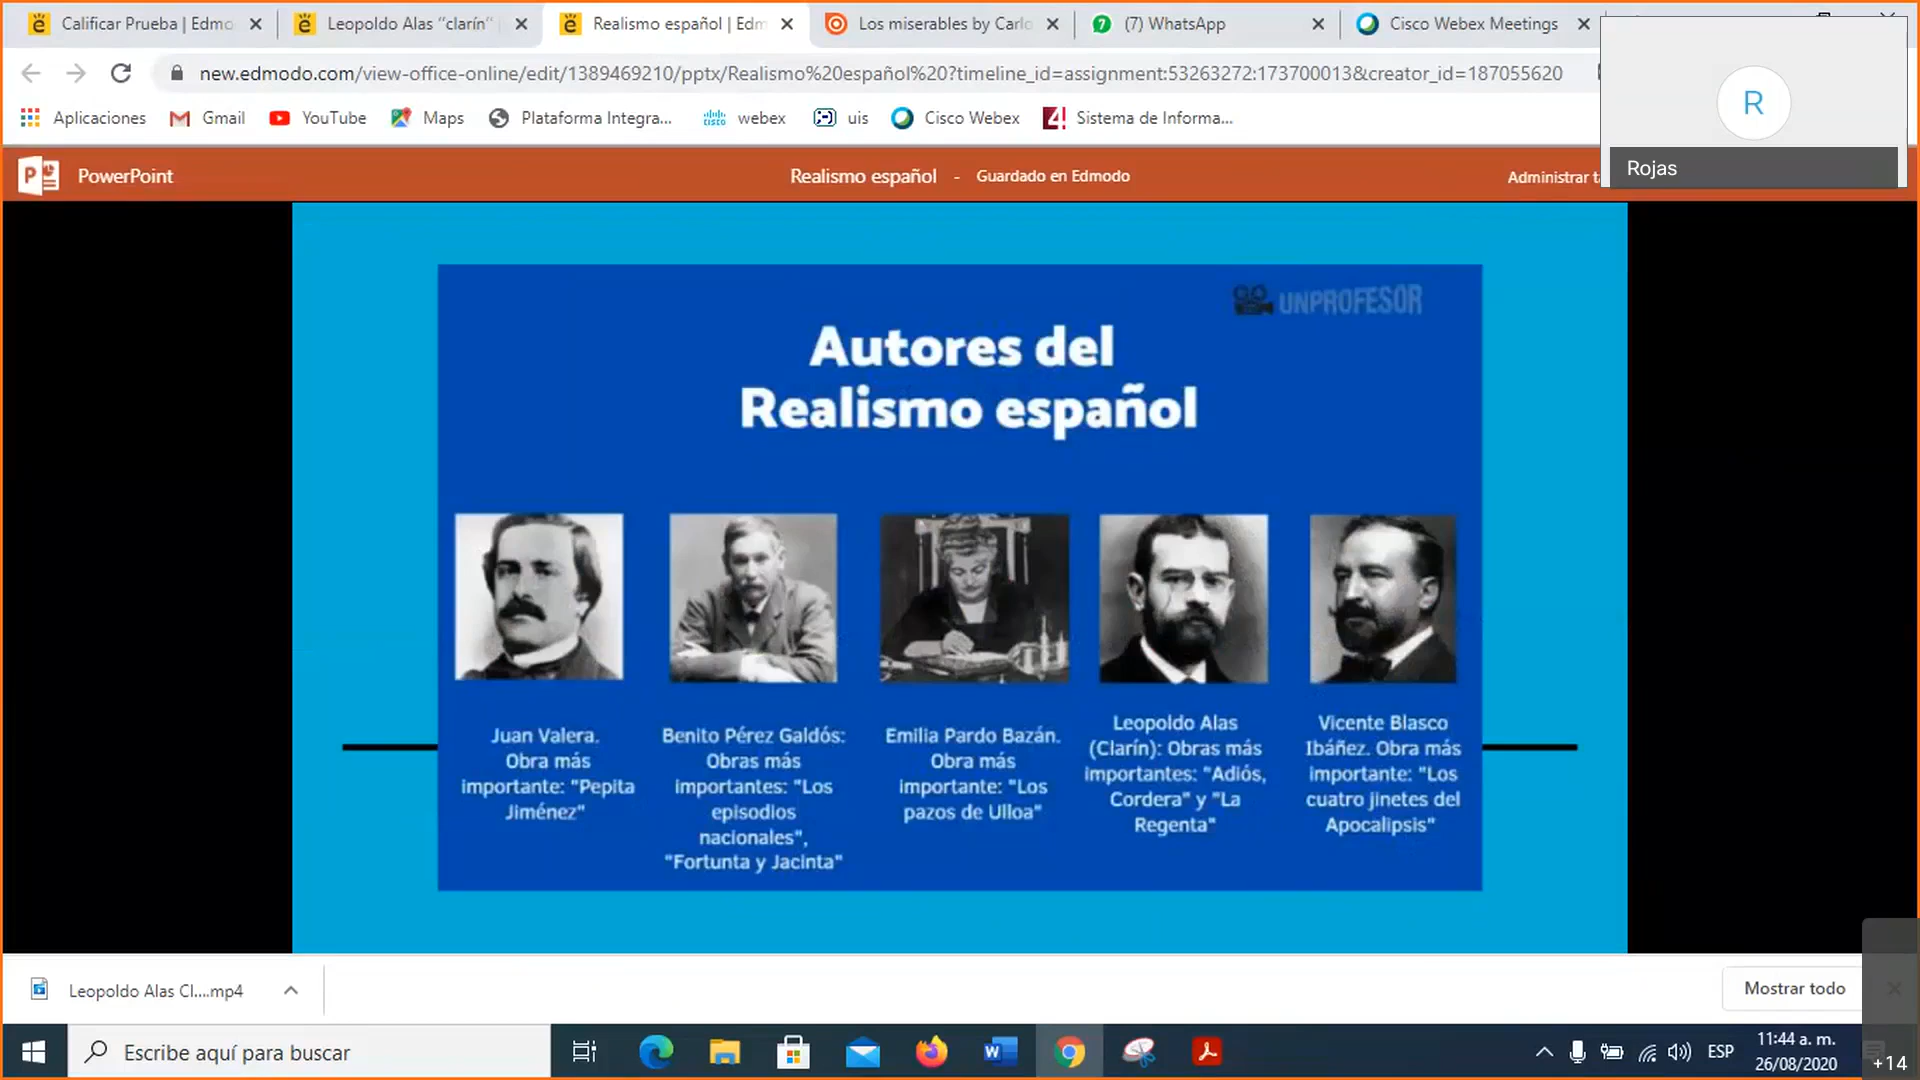 Calificar Prueba | Edmo
Leopoldo Alas "clarín"
Realismo español | Edm
Los miserables by Carlo
(7) WhatsApp
Cisco Webex Meetings
new.edmodo.com/view-office-online/edit/1389469210/pptx/Realismo%20español%20?timeline_id=assignment:53263272:173700013&creator_id=187055620
Aplicaciones
Gmail
YouTube
Maps
Plataforma Integra...
webex
uis
Cisco Webex
Sistema de Informa...
R
Rojas
PowerPoint
Realismo español - Guardado en Edmodo
Administrar t
UNPROFESOR
Autores del
Realismo español
Juan Valera.
Obra más
importante: "Pepita
Jiménez"
Benito Pérez Galdós:
Obras más
importantes: "Los
episodios
nacionales",
"Fortunta y Jacinta"
Emilia Pardo Bazán.
Obra más
importante: "Los
pazos de Ulloa"
Leopoldo Alas
(Clarín): Obras más
importantes: "Adiós,
Cordera" y "La
Regenta"
Vicente Blasco
Ibáñez. Obra más
importante: "Los
cuatro jinetes del
Apocalipsis"
Leopoldo Alas Cl....mp4
Mostrar todo
Escribe aquí para buscar
ESP
11:44 a. m.
26/08/2020
+14